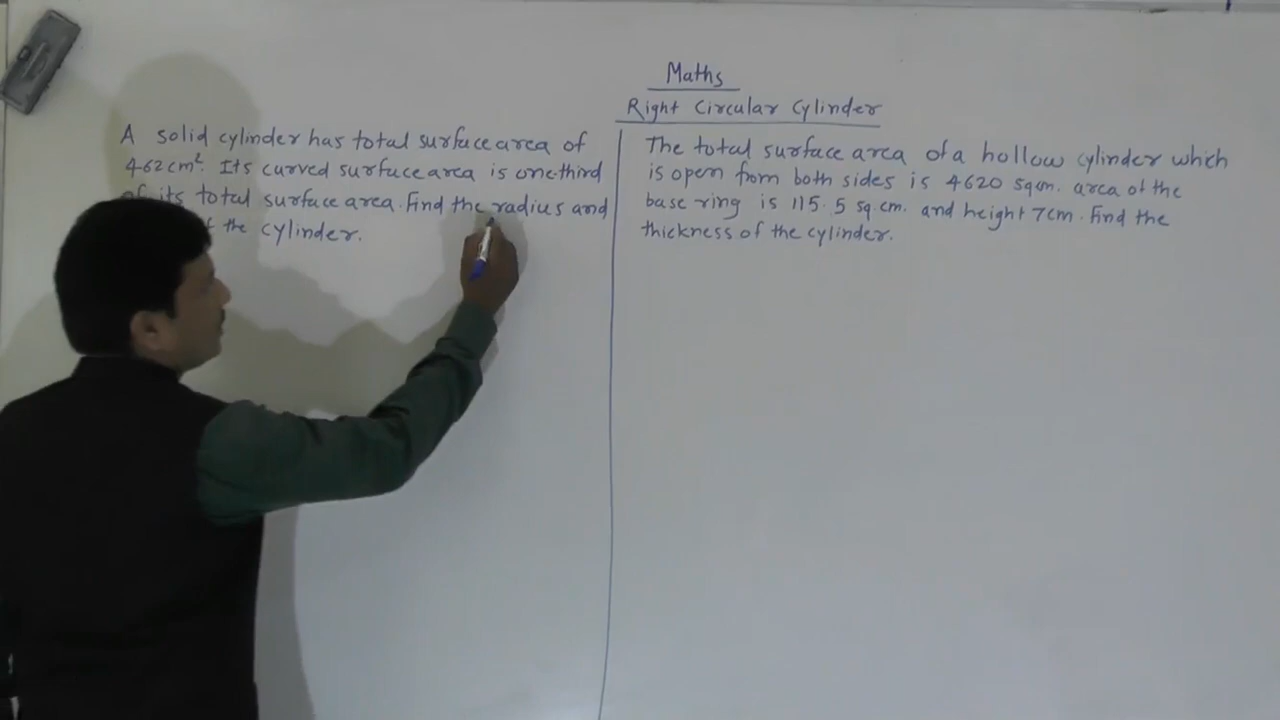 Maths
Right Circular Cylinder
A solid cylinder has total surface area of
462cm². Its curved surface area is one-third
of its total surface area. Find the radius and
the cylinder.
The total surface area of a hollow cylinder which
is open from both sides is 4620 sqcm. area of the
base ring is 115.5 sq.cm. and height 7cm. Find the
thickness of the cylinder.